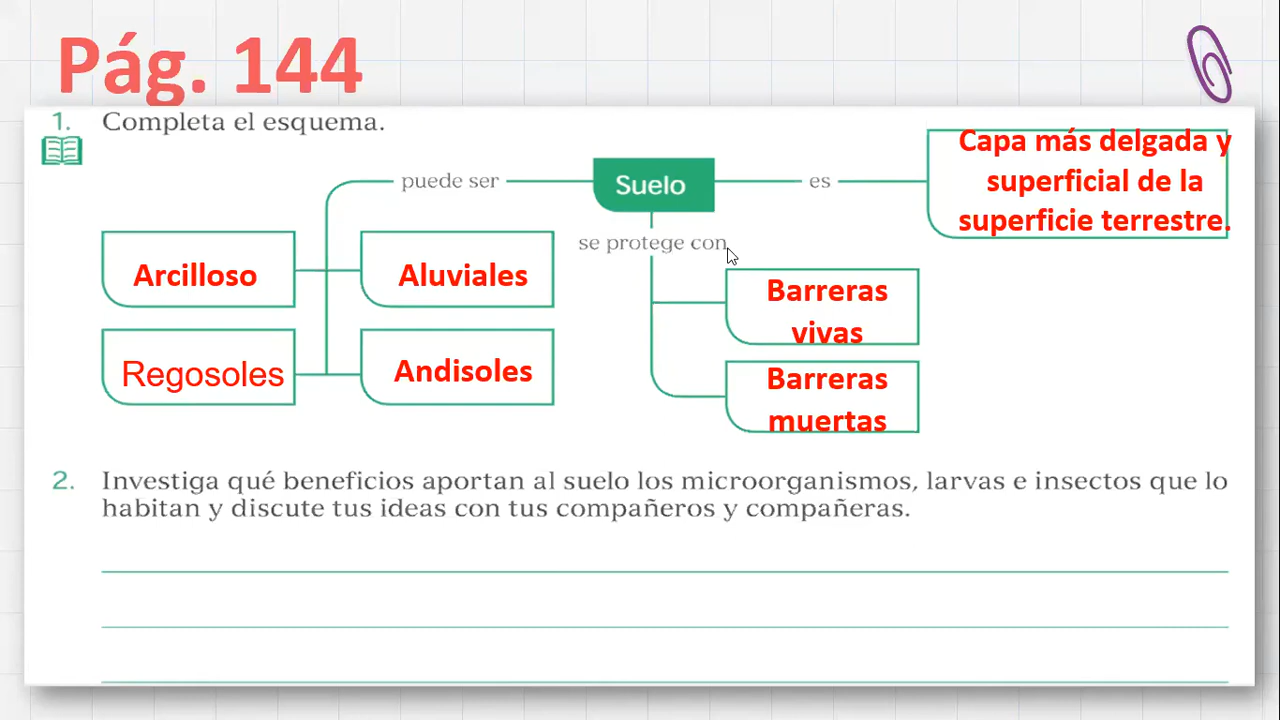 Pág. 144
1. Completa el esquema.
Capa más delgada y
superficial de la
superficie terrestre.
puede ser
Suelo
es
se protege con
Arcilloso
Aluviales
Barreras
vivas
Regosoles
Andisoles
Barreras
muertas
2. Investiga qué beneficios aportan al suelo los microorganismos, larvas e insectos que lo
habitan y discute tus ideas con tus compañeros y compañeras.